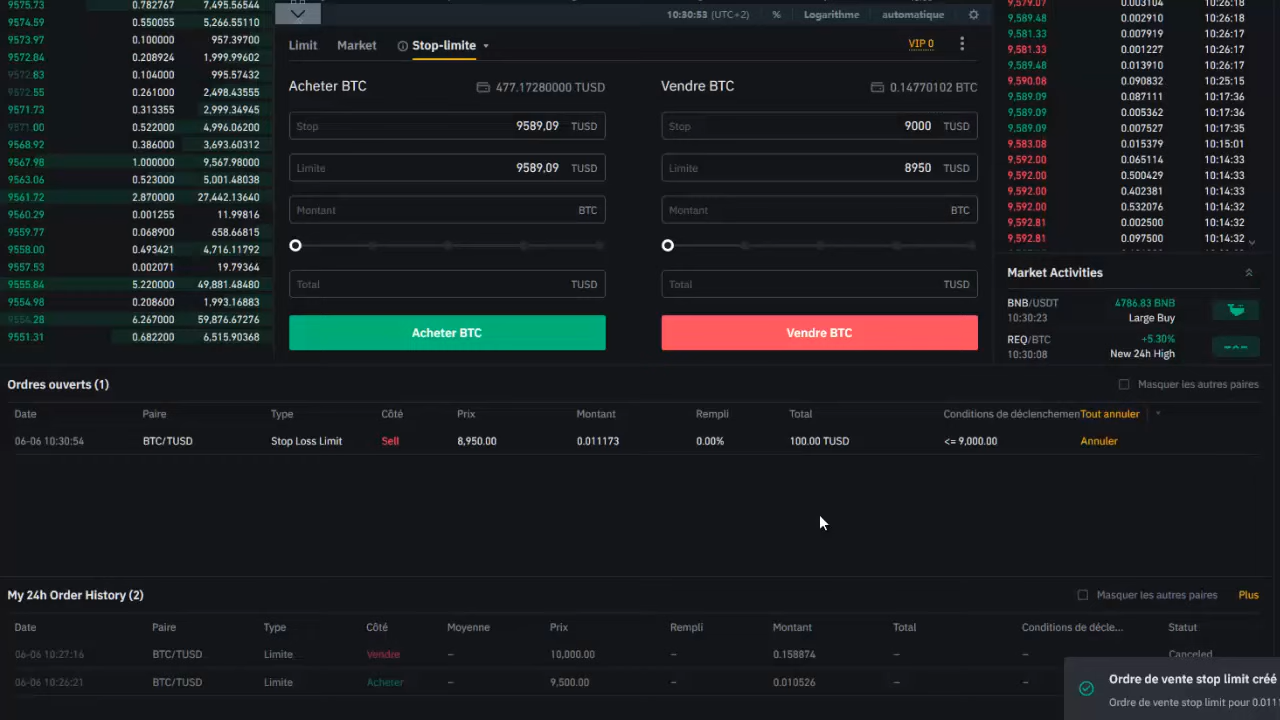 9575.73 0.782767 7,495.56544
9574.59 0.550055 5,266.55110
9573.97 0.100000 957.39700
9572.84 0.208924 1,999.99602
9572.83 0.104000 995.57432
9572.55 0.261000 2,498.43555
9571.73 0.313355 2,999.34945
9571.00 0.522000 4,996.06200
9568.92 0.386000 3,693.60312
9567.98 1.000000 9,567.98000
9563.06 0.523000 5,001.48038
9561.72 2.870000 27,442.13640
9560.29 0.001255 11.99816
9559.77 0.068900 658.66815
9558.00 0.493421 4,716.11792
9557.53 0.002071 19.79364
9555.84 5.220000 49,881.48480
9554.98 0.208600 1,993.16883
9554.28 6.267000 59,876.67276
9551.31 0.682200 6,515.90368
10:30:53 (UTC+2) % Logarithme automatique
Limit Market Stop-limite VIP 0
Acheter BTC 477.17280000 TUSD
Stop 9589,09 TUSD
Limite 9589,09 TUSD
Montant BTC
Total TUSD
Acheter BTC
Vendre BTC 0.14770102 BTC
Stop 9000 TUSD
Limite 8950 TUSD
Montant BTC
Total TUSD
Vendre BTC
9,579.07 0.002911 10:26:18
9,589.48 0.002910 10:26:18
9,581.33 0.007919 10:26:17
9,581.33 0.001227 10:26:17
9,589.48 0.013910 10:26:17
9,590.08 0.090832 10:25:15
9,589.09 0.087111 10:17:36
9,589.09 0.005362 10:17:36
9,589.09 0.007527 10:17:35
9,583.08 0.015379 10:15:01
9,592.00 0.065114 10:14:33
9,592.00 0.500429 10:14:33
9,592.00 0.402381 10:14:33
9,592.00 0.532076 10:14:32
9,592.81 0.002500 10:14:32
9,592.81 0.097500 10:14:32
Market Activities
BNB/USDT 4786.83 BNB
10:30:23 Large Buy
REQ/BTC +5.30%
10:30:08 New 24h High
Ordres ouverts (1) Masquer les autres paires
Date Paire Type Côté Prix Montant Rempli Total Conditions de déclenchemen Tout annuler
06-06 10:30:54 BTC/TUSD Stop Loss Limit Sell 8,950.00 0.011173 0.00% 100.00 TUSD <= 9,000.00 Annuler
My 24h Order History (2) Masquer les autres paires Plus
Date Paire Type Côté Moyenne Prix Rempli Montant Total Conditions de décle... Statut
06-06 10:27:16 BTC/TUSD Limite Vendre – 10,000.00 – 0.158874 – – Canceled
06-06 10:26:21 BTC/TUSD Limite Acheter – 9,500.00 – 0.010526 – –
Ordre de vente stop limit créé
Ordre de vente stop limit pour 0.011